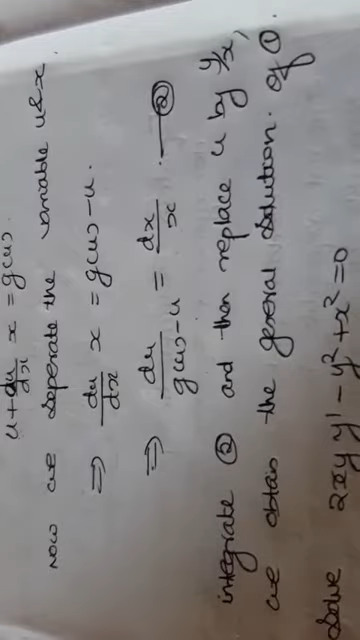 u + du/dx x = g(u).
Now we seperate the variable u & x.
⇒ du/dx x = g(u) - u.
⇒ du/g(u)-u = dx/x. — ②
integrate ② and then replace u by y/x,
we obtain the general solution of ①.
Solve 2xy y' - y² + x² = 0